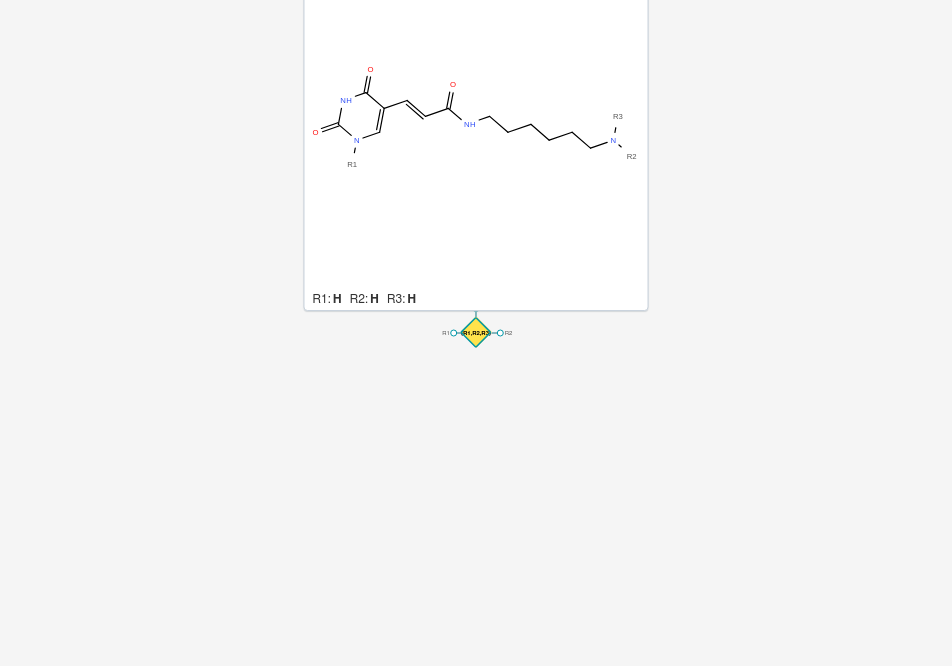 O
O
NH
R3
O
NH
N
N
R2
R1
R1: H R2: H R3: H
R1 R1,R2,R3 R2